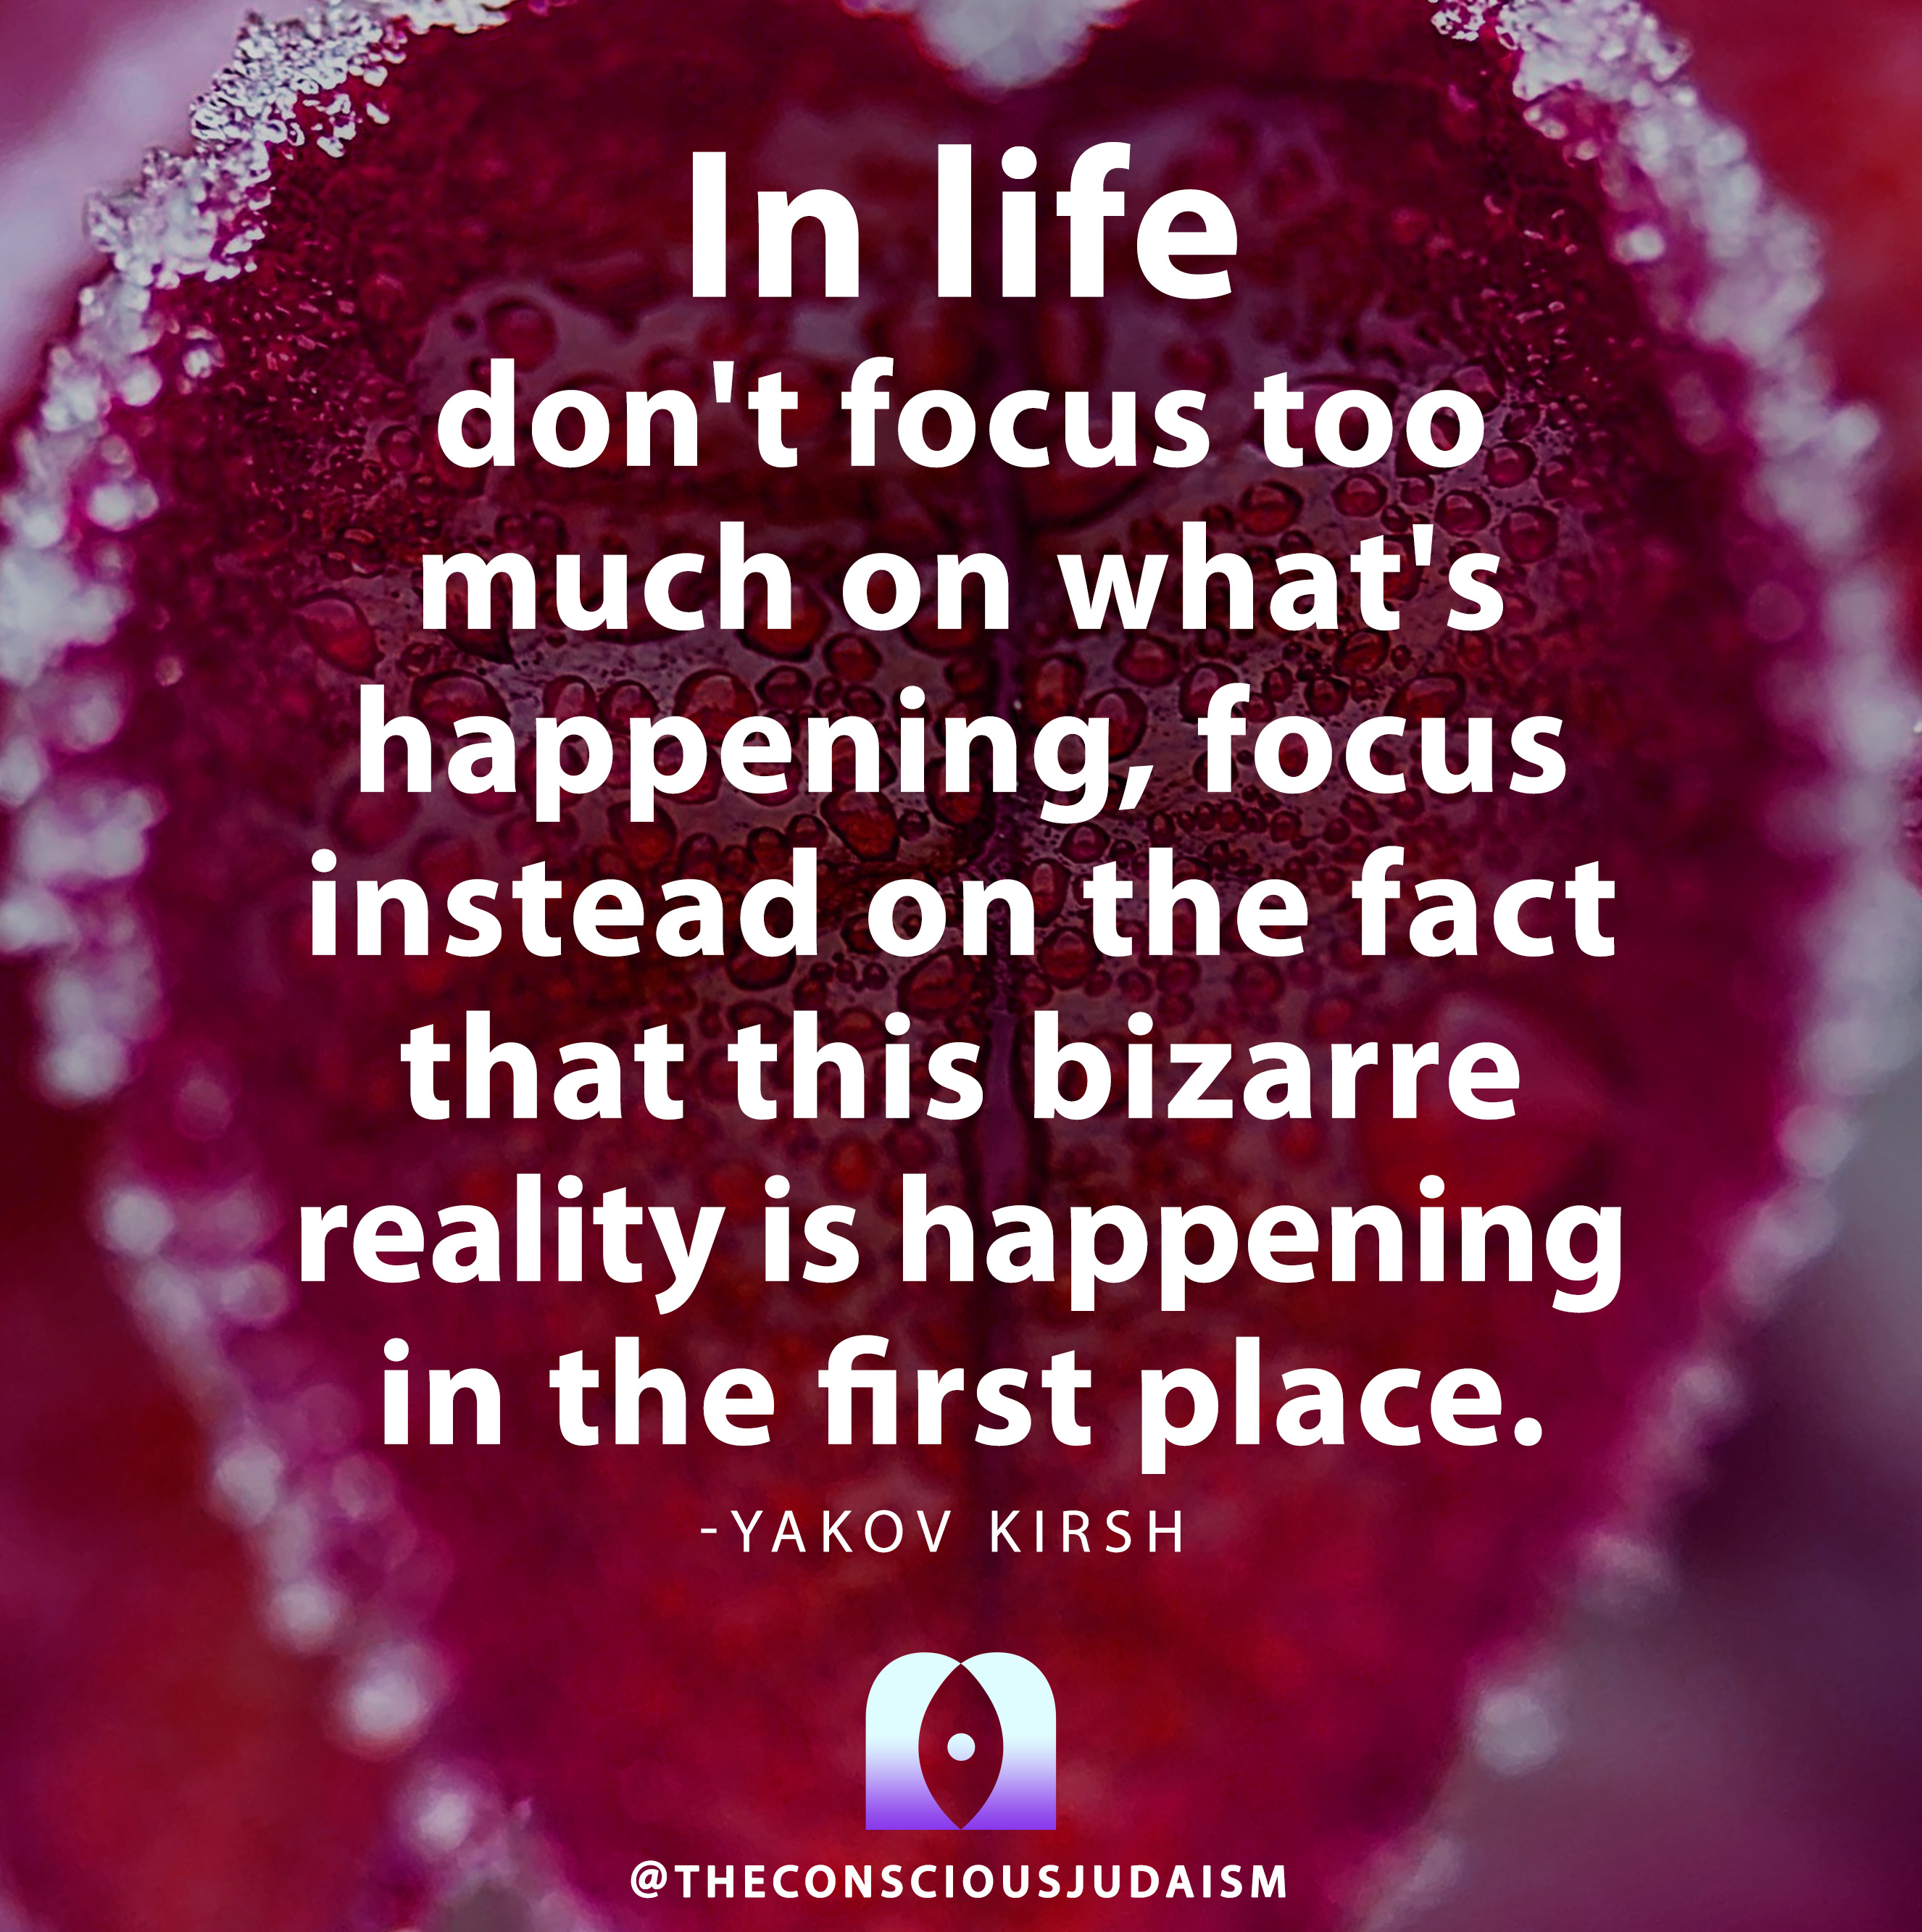 In life
don't focus too
much on what's
happening, focus
instead on the fact
that this bizarre
reality is happening
in the first place.
-YAKOV KIRSH
@THECONSCIOUSJUDAISM